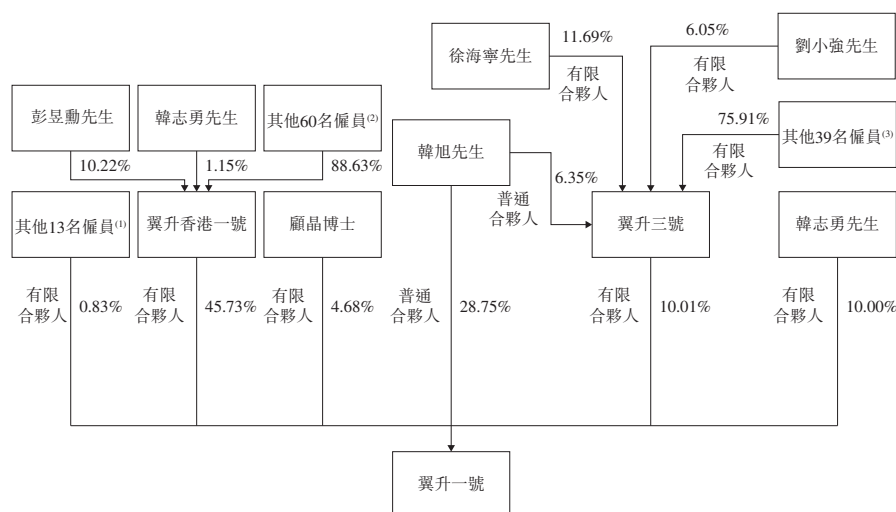 徐海寧先生
11.69%
有限
合夥人
6.05%
有限
合夥人
劉小強先生
彭昱勳先生
韓志勇先生
其他60名僱員(2)
10.22%
1.15%
88.63%
韓旭先生
6.35%
普通
合夥人
75.91%
有限
合夥人
其他39名僱員(3)
其他13名僱員(1)
翼升香港一號
顧晶博士
翼升三號
韓志勇先生
有限
合夥人
0.83%
有限
合夥人
45.73%
有限
合夥人
4.68%
普通
合夥人
28.75%
有限
合夥人
10.01%
有限
合夥人
10.00%
翼升一號